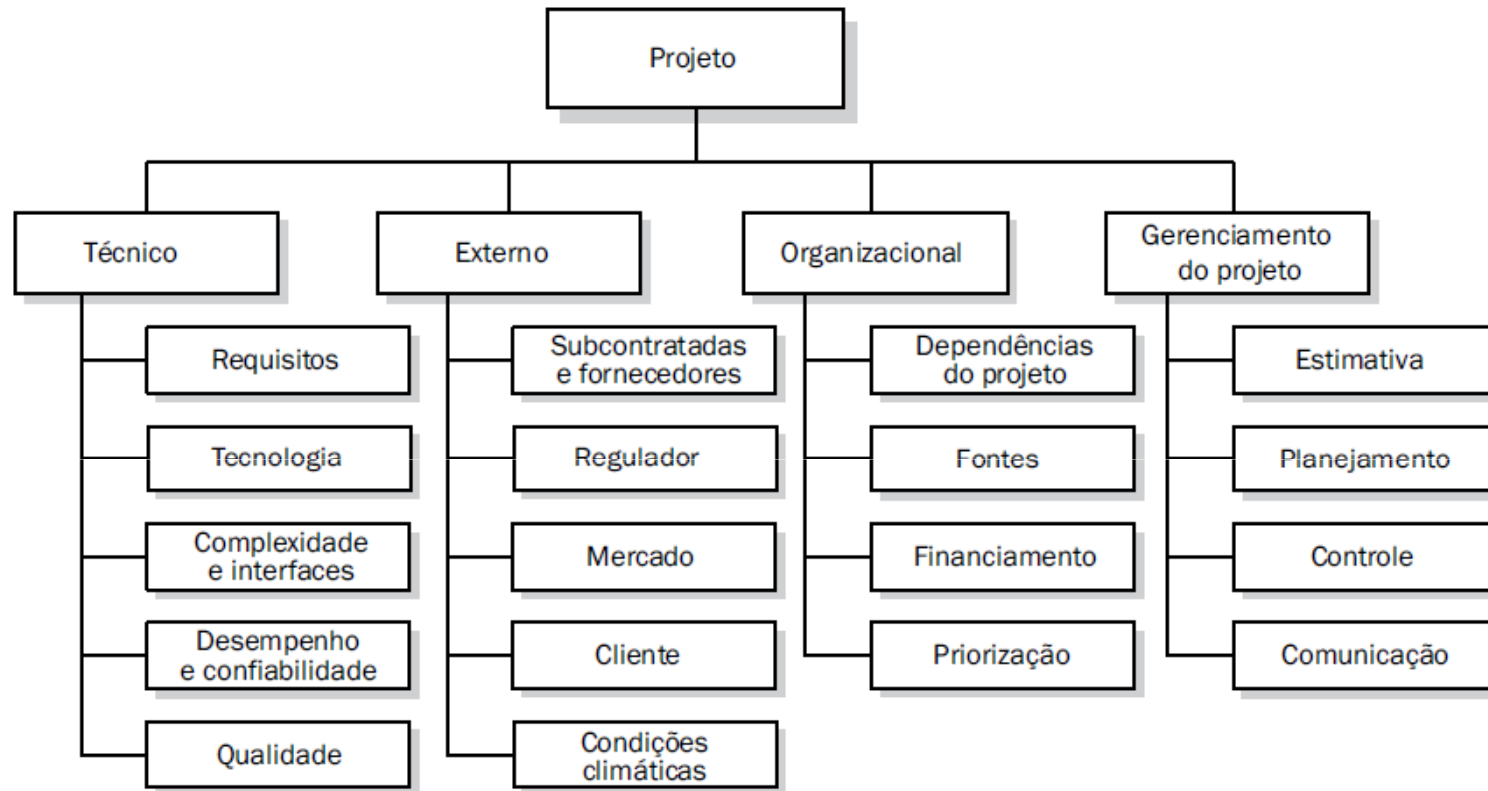 Projeto
Técnico
Externo
Organizacional
Gerenciamento
do projeto
Requisitos
Subcontratadas
e fornecedores
Dependências
do projeto
Estimativa
Tecnologia
Regulador
Fontes
Planejamento
Complexidade
e interfaces
Mercado
Financiamento
Controle
Desempenho
e confiabilidade
Cliente
Priorização
Comunicação
Qualidade
Condições
climáticas